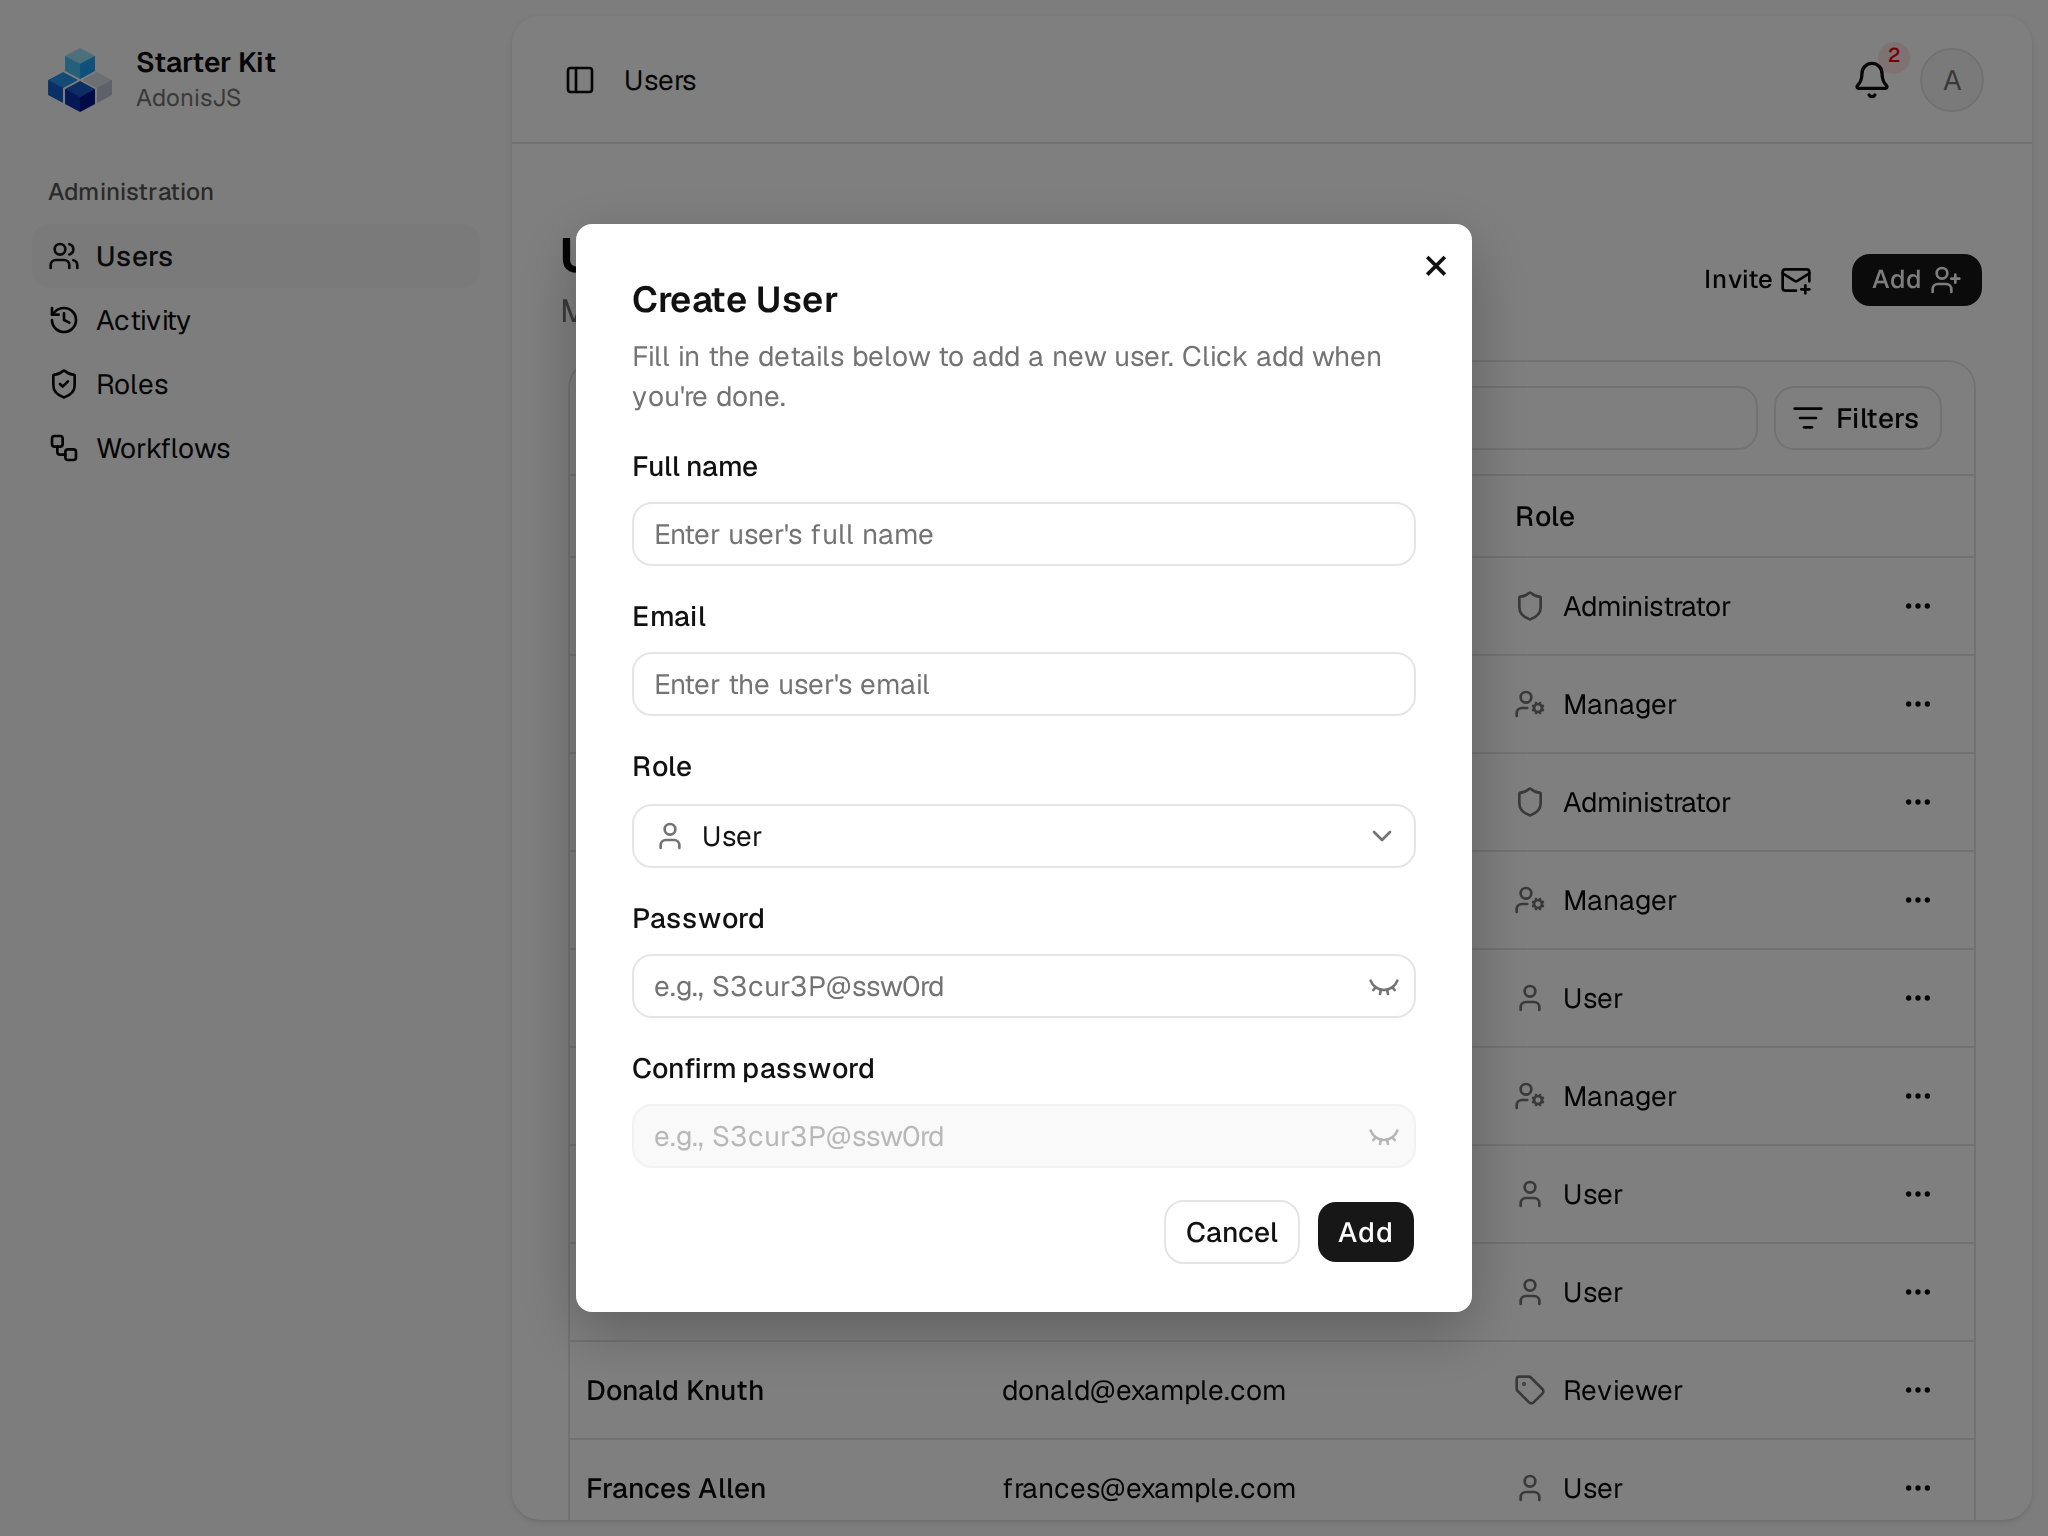 Starter Kit
AdonisJS
Administration
Users
Activity
Roles
Workflows
Users
2
A
Invite
Add
Filters
Role
Administrator
Manager
Administrator
Manager
User
Manager
User
User
Donald Knuth donald@example.com Reviewer
Frances Allen frances@example.com User
Create User
Fill in the details below to add a new user. Click add when
you're done.
Full name
Enter user's full name
Email
Enter the user's email
Role
User
Password
e.g., S3cur3P@ssw0rd
Confirm password
e.g., S3cur3P@ssw0rd
Cancel
Add